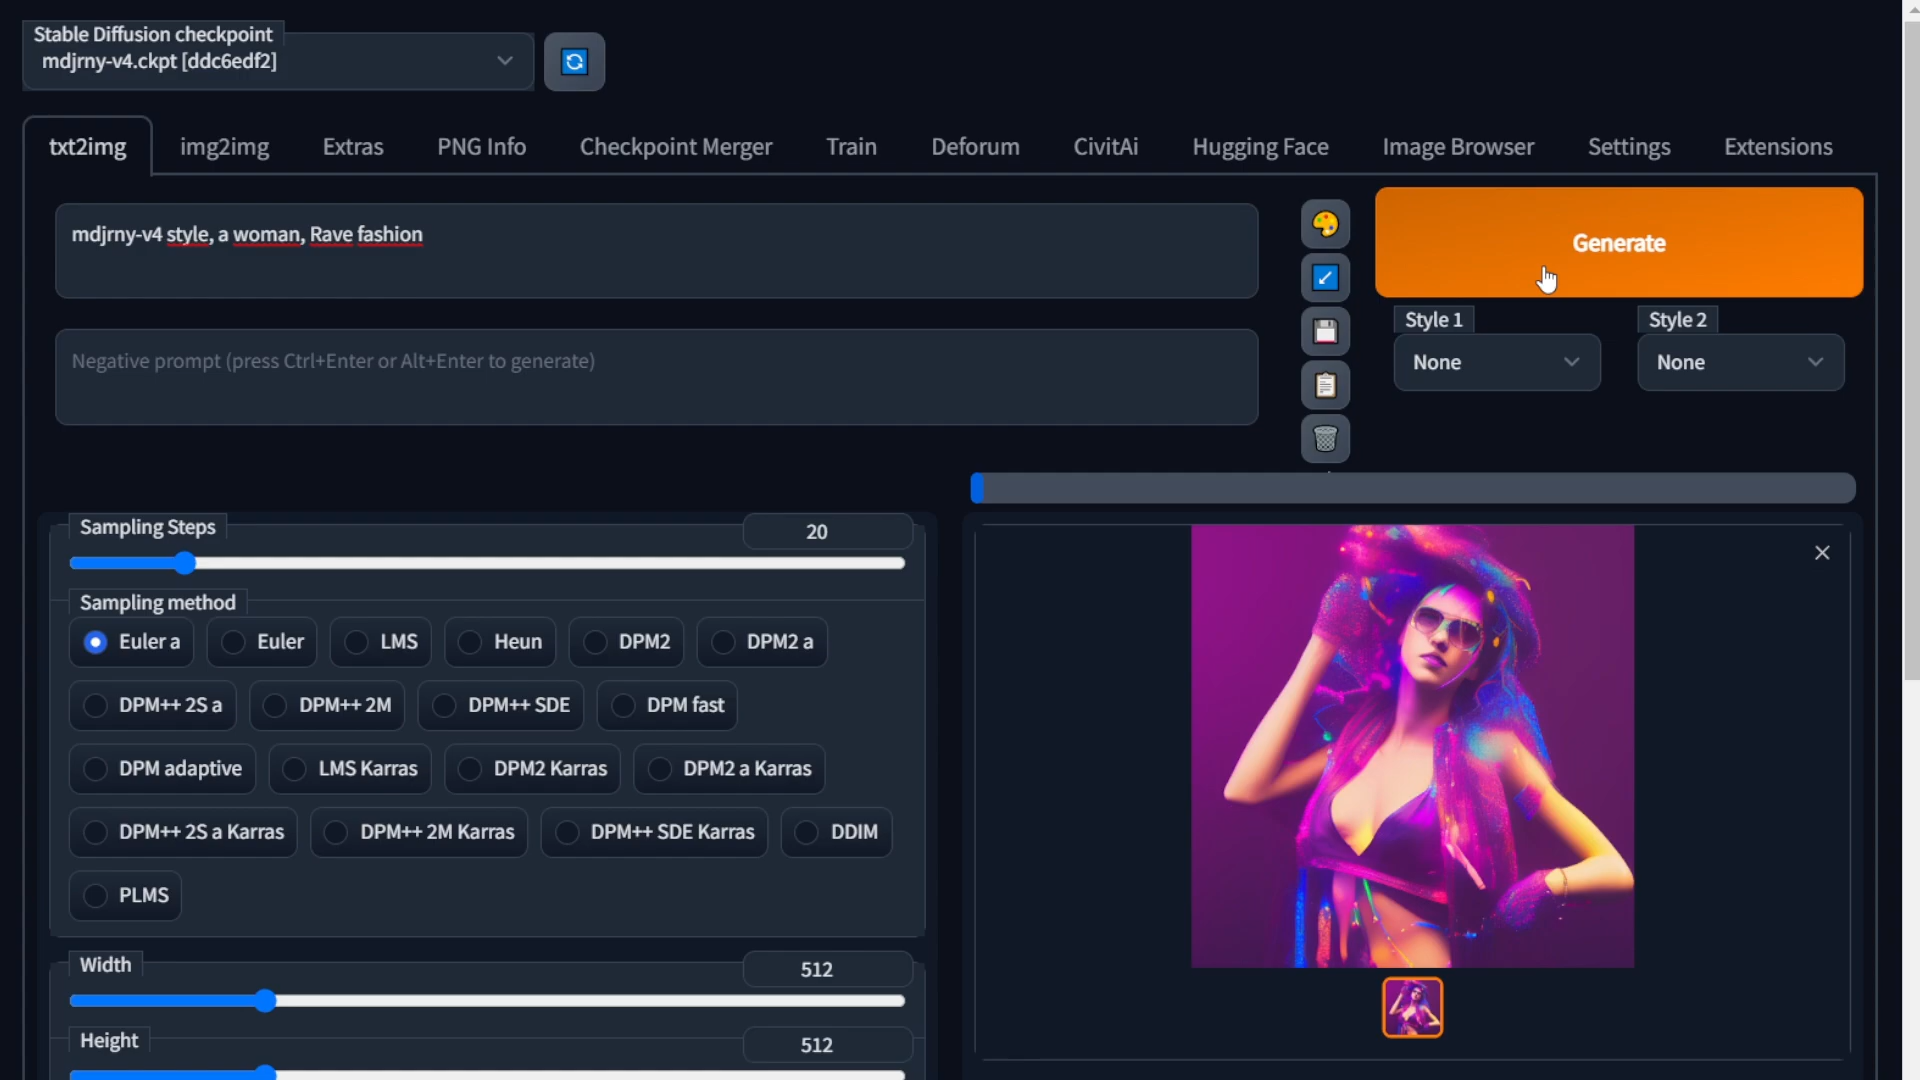 Stable Diffusion checkpoint
mdjrny-v4.ckpt [ddc6edf2]
txt2img img2img Extras PNG Info Checkpoint Merger Train Deforum CivitAi Hugging Face Image Browser Settings Extensions
mdjrny-v4 style, a woman, Rave fashion
Generate
Negative prompt (press Ctrl+Enter or Alt+Enter to generate)
Style 1 Style 2
None None
Sampling Steps 20
Sampling method
Euler a Euler LMS Heun DPM2 DPM2 a
DPM++ 2S a DPM++ 2M DPM++ SDE DPM fast
DPM adaptive LMS Karras DPM2 Karras DPM2 a Karras
DPM++ 2S a Karras DPM++ 2M Karras DPM++ SDE Karras DDIM
PLMS
Width 512
Height 512